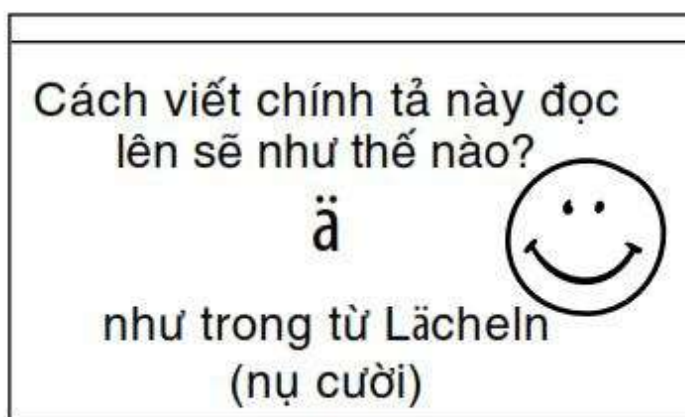 Cách viết chính tả này đọc
lên sẽ như thế nào?
ä
như trong từ Lächeln
(nụ cười)